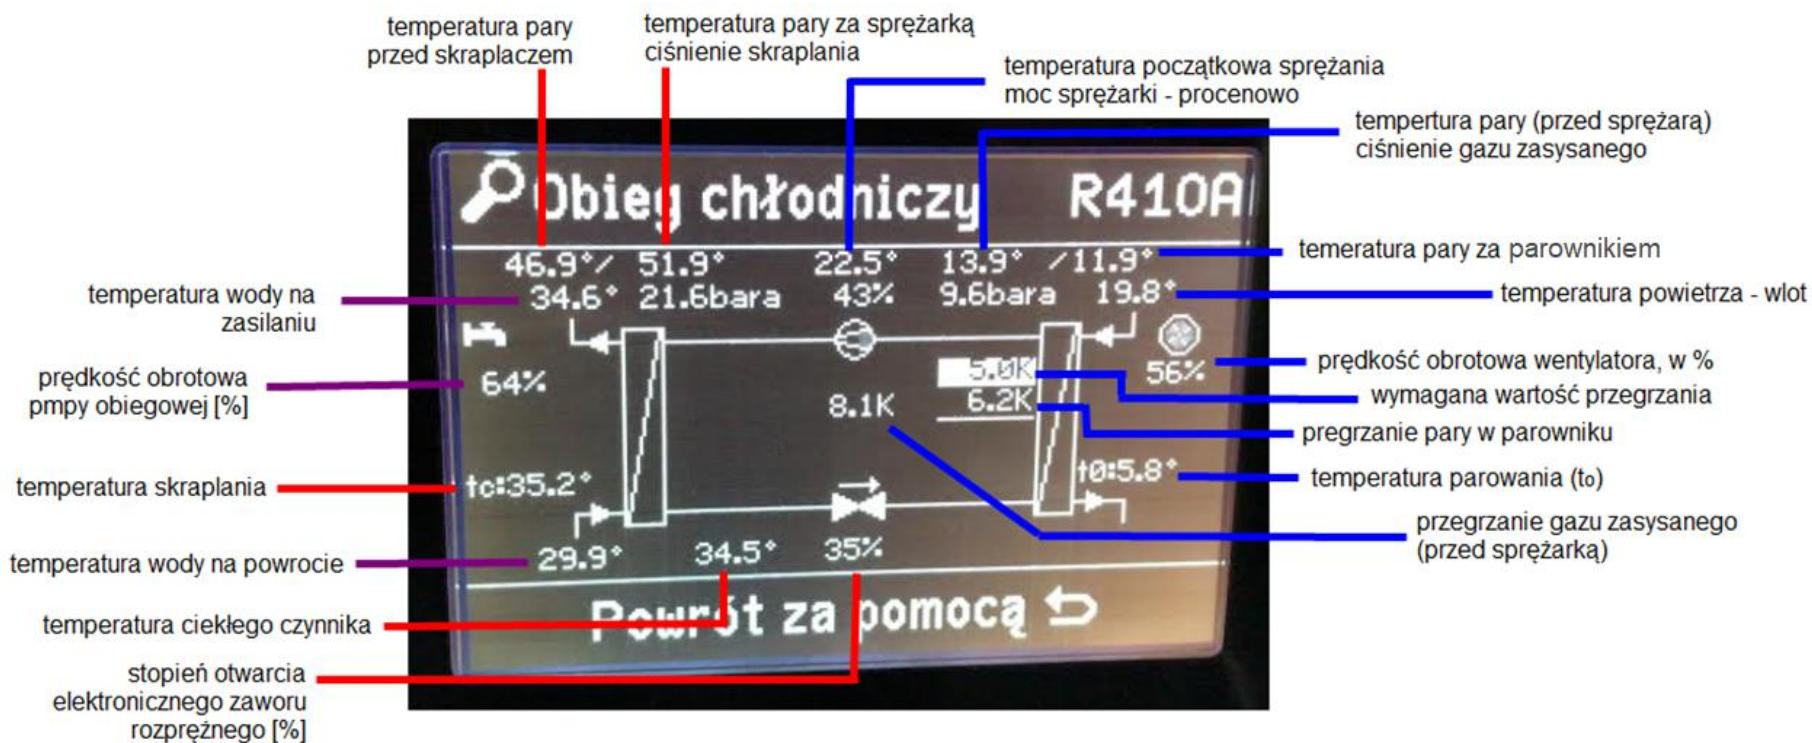 temperatura pary
przed skraplaczem
temperatura pary za sprężarką
ciśnienie skraplania
temperatura początkowa sprężania
moc sprężarki - procenowo
tempertura pary (przed sprężarą)
ciśnienie gazu zasysanego
Obieg chłodniczy R410A
46.9°/ 51.9° 22.5° 13.9° /11.9°
temeratura pary za parownikiem
34.6° 21.6bara 43% 9.6bara 19.8°
temperatura wody na
zasilaniu
temperatura powietrza - wlot
prędkość obrotowa
pmpy obiegowej [%]
64%
5.0K
56%
prędkość obrotowa wentylatora, w %
wymagana wartość przegrzania
8.1K
6.2K
pregrzanie pary w parowniku
temperatura skraplania
tc:35.2°
t0:5.8°
temperatura parowania (to)
przegrzanie gazu zasysanego
(przed sprężarką)
temperatura wody na powrocie
29.9° 34.5° 35%
temperatura ciekłego czynnika
Powrót za pomocą
stopień otwarcia
elektronicznego zaworu
rozprężnego [%]